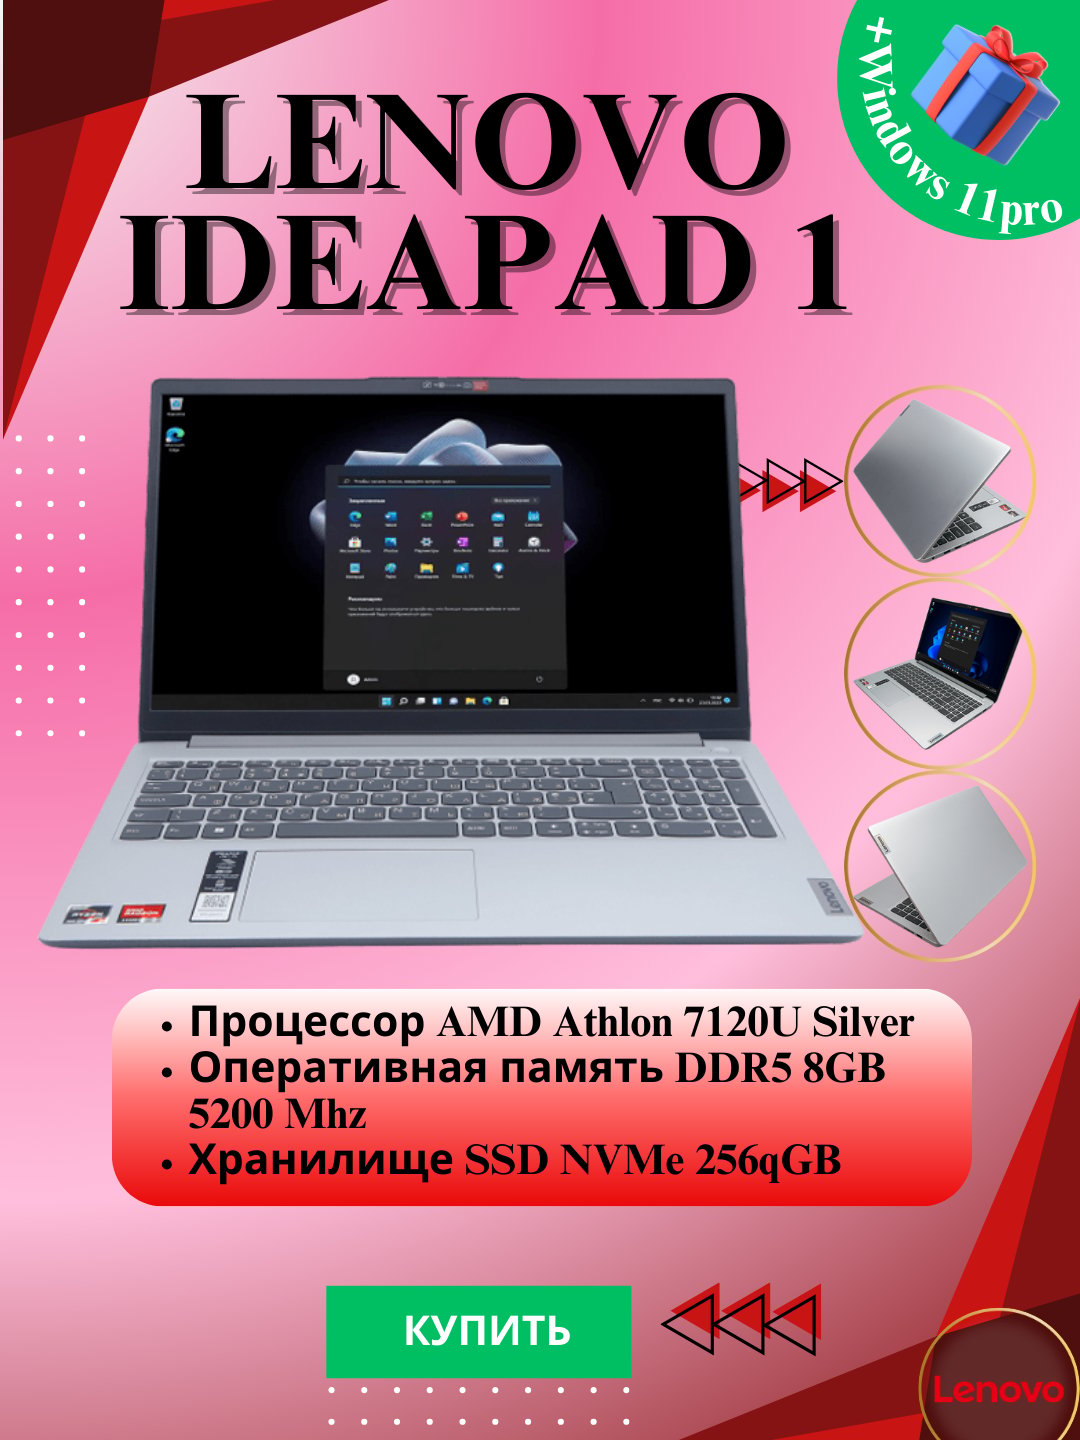 +Windows 11pro
LENOVO
IDEAPAD 1
Процессор AMD Athlon 7120U Silver
Оперативная память DDR5 8GB
5200 Mhz
Хранилище SSD NVMe 256qGB
КУПИТЬ
Lenovo
Lenovo